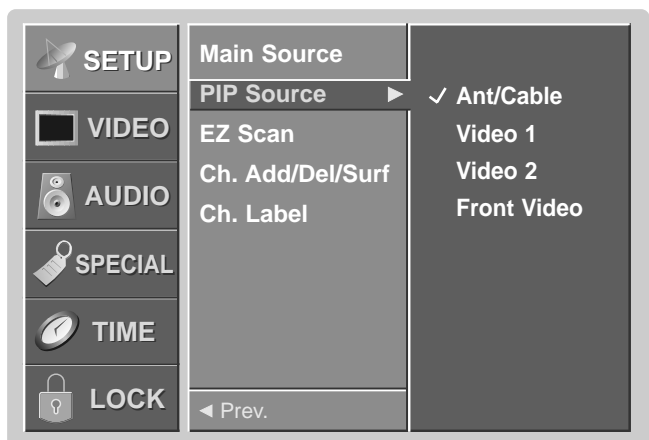 SETUP
VIDEO
AUDIO
SPECIAL
TIME
LOCK
Main Source
PIP Source ►
EZ Scan
Ch. Add/Del/Surf
Ch. Label
◄ Prev.
✓ Ant/Cable
Video 1
Video 2
Front Video